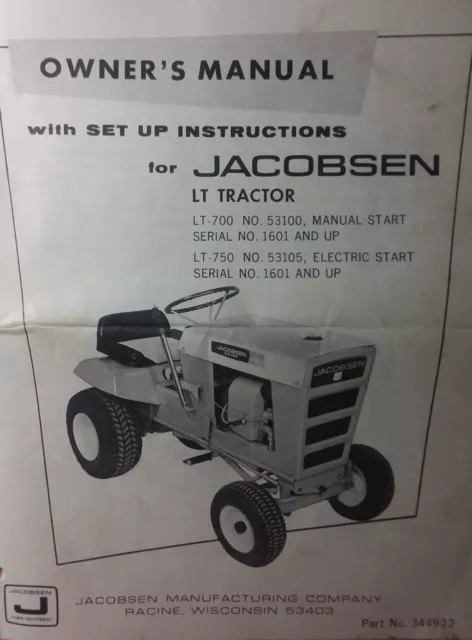 OWNER'S MANUAL
with SET UP INSTRUCTIONS
for JACOBSEN
LT TRACTOR
LT-700 NO. 53100, MANUAL START
SERIAL NO. 1601 AND UP
LT-750 NO. 53105, ELECTRIC START
SERIAL NO. 1601 AND UP
JACOBSEN
JACOBSEN
JACOBSEN
J
JACOBSEN MANUFACTURING COMPANY
RACINE, WISCONSIN 53403
Part No. 344922